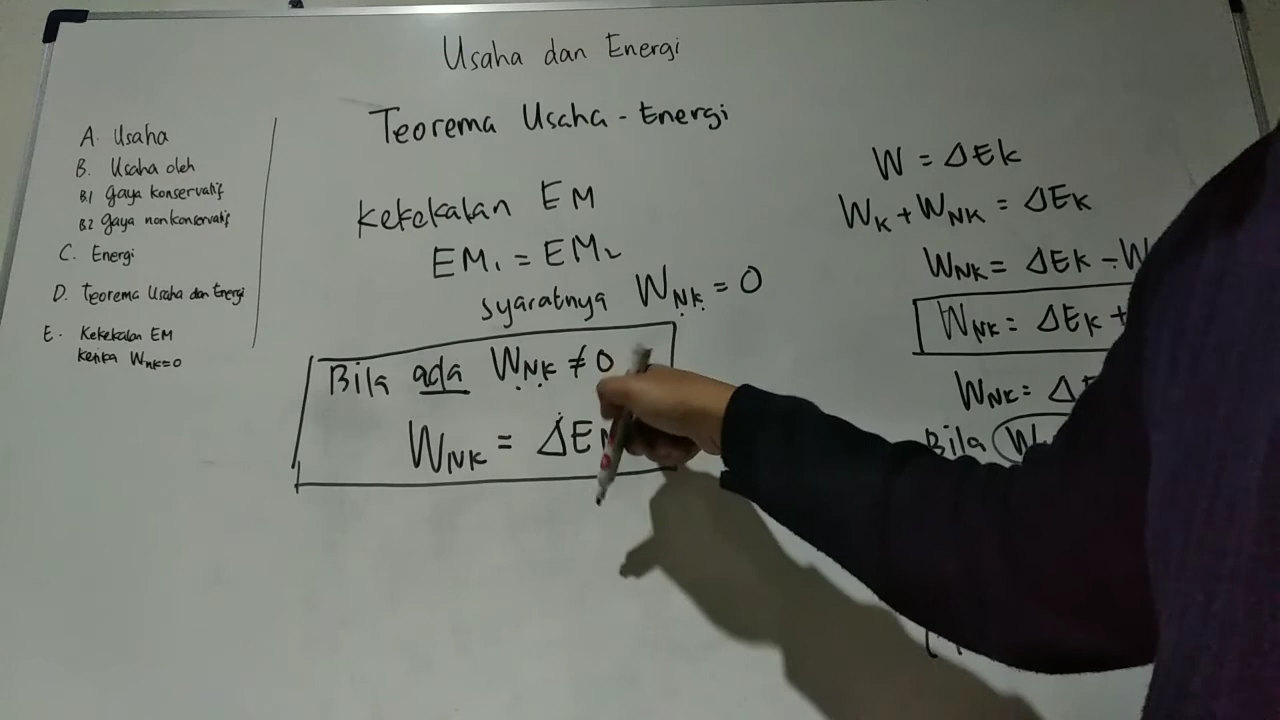 Usaha dan Energi
A. Usaha
B. Usaha oleh
B1 Gaya konservatif
B2 Gaya nonkonservatif
C. Energi
D. Teorema Usaha dan Energi
E. Kekekalan EM
ketika Wnk=0
Teorema Usaha - Energi
Kekekalan EM
EM₁ = EM₂
syaratnya W_NK = 0
Bila ada W_NK ≠ 0
W_NK = ΔE
W = ΔEk
W_K + W_NK = ΔEk
W_NK = ΔEk - W
W_NK = ΔEk +
W_NK = Δ
Bila